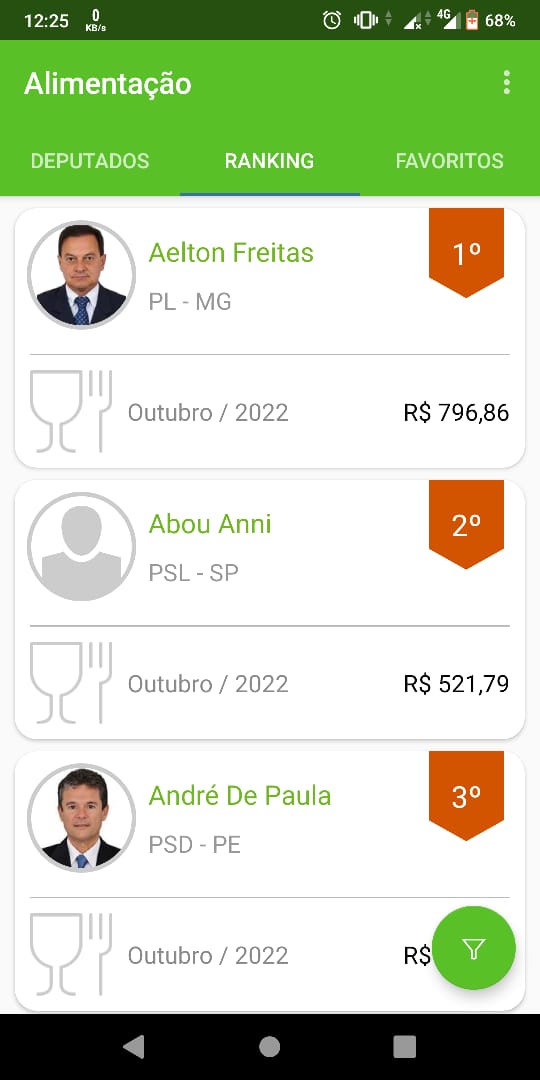 12:25 0 KB/s 4G 68%
Alimentação
DEPUTADOS RANKING FAVORITOS
Aelton Freitas 1º
PL - MG
Outubro / 2022 R$ 796,86
Abou Anni 2º
PSL - SP
Outubro / 2022 R$ 521,79
André De Paula 3º
PSD - PE
Outubro / 2022 R$